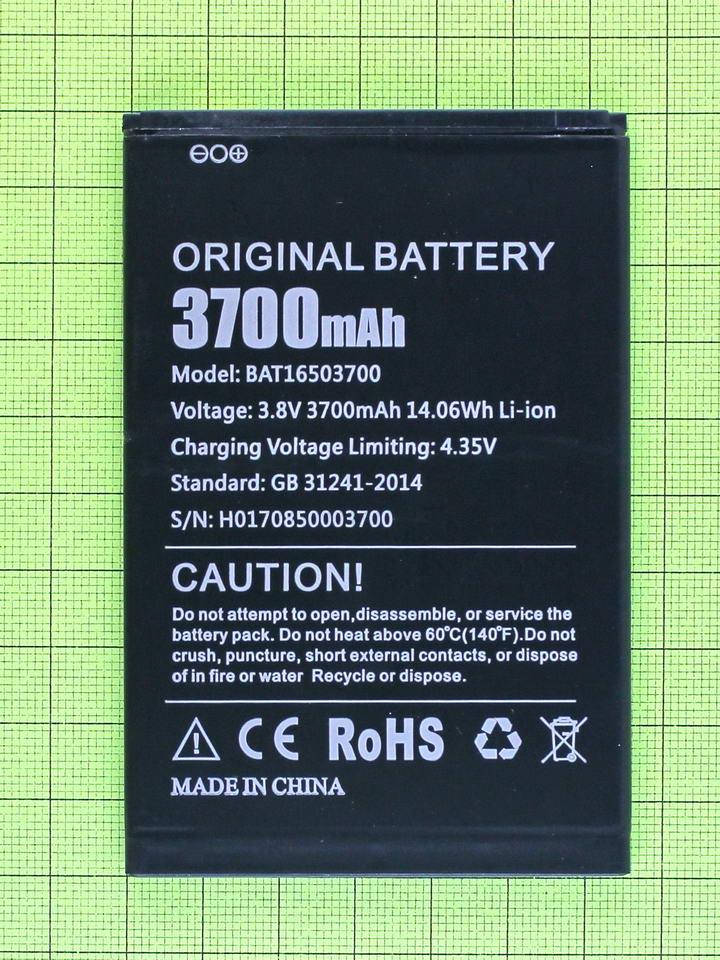 ⊖○⊕
ORIGINAL BATTERY
3700mAh
Model: BAT16503700
Voltage: 3.8V 3700mAh 14.06Wh Li-ion
Charging Voltage Limiting: 4.35V
Standard: GB 31241-2014
S/N: H0170850003700
CAUTION!
Do not attempt to open,disassemble, or service the
battery pack. Do not heat above 60℃(140℉).Do not
crush, puncture, short external contacts, or dispose
of in fire or water  Recycle or dispose.
CE RoHS
MADE IN CHINA